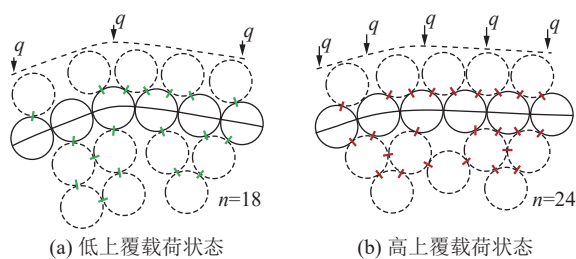 q q q
q q q q q
n=18
n=24
(a) 低上覆载荷状态
(b) 高上覆载荷状态